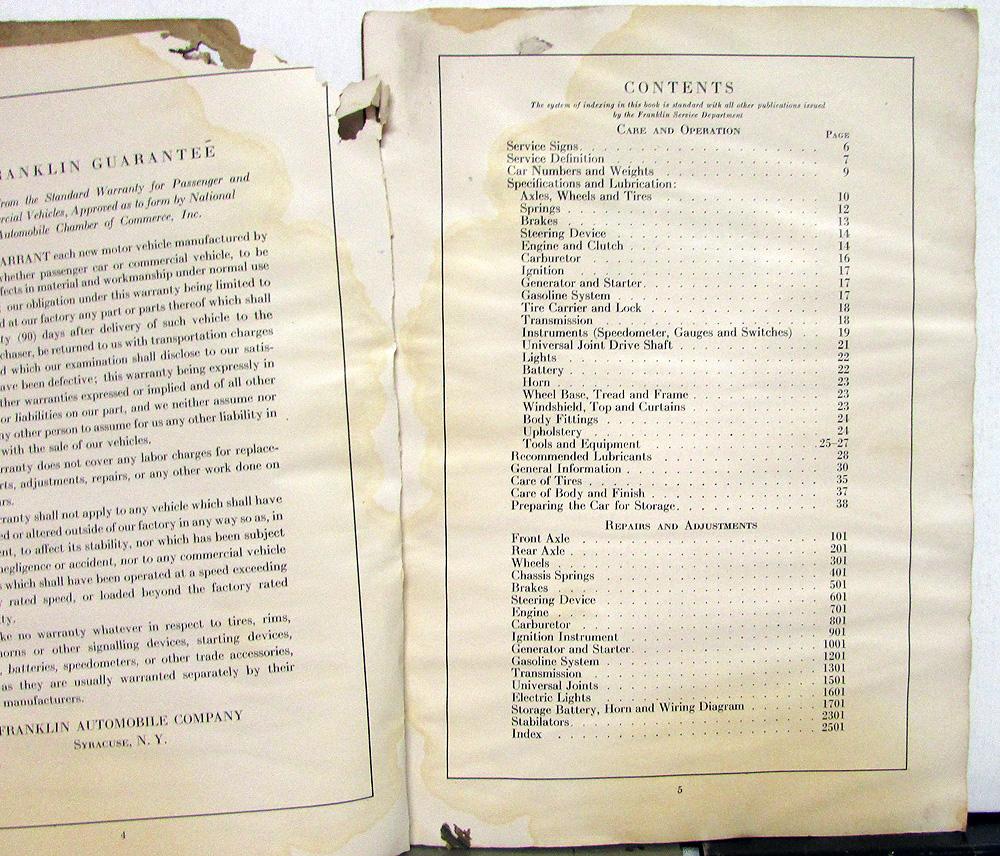 FRANKLIN GUARANTEE
from the Standard Warranty for Passenger and
Vehicles, Approved as to form by National
Automobile Chamber of Commerce, Inc.
WARRANT each new motor vehicle manufactured by
whether passenger car or commercial vehicle, to be
in material and workmanship under normal use
our obligation under this warranty being limited to
at our factory any part or parts thereof which shall
(90) days after delivery of such vehicle to the
be returned to us with transportation charges
which our examination shall disclose to our satis-
have been defective; this warranty being expressly in
other warranties expressed or implied and of all other
or liabilities on our part, and we neither assume nor
any other person to assume for us any other liability in
with the sale of our vehicles.
does not cover any labor charges for replace-
adjustments, repairs, or any other work done on
shall not apply to any vehicle which shall have
or altered outside of our factory in any way so as, in
to affect its stability, nor which has been subject
negligence or accident, nor to any commercial vehicle
which shall have been operated at a speed exceeding
rated speed, or loaded beyond the factory rated
no warranty whatever in respect to tires, rims,
horns or other signalling devices, starting devices,
batteries, speedometers, or other trade accessories,
as they are usually warranted separately by their
manufacturers.
FRANKLIN AUTOMOBILE COMPANY
Syracuse, N. Y.
4
CONTENTS
The system of indexing in this book is standard with all other publications issued
by the Franklin Service Department
Care and Operation
Page
Service Signs 6
Service Definition 7
Car Numbers and Weights 9
Specifications and Lubrication:
Axles, Wheels and Tires 10
Springs 12
Brakes 13
Steering Device 14
Engine and Clutch 14
Carburetor 16
Ignition 17
Generator and Starter 17
Gasoline System 17
Tire Carrier and Lock 18
Transmission 18
Instruments (Speedometer, Gauges and Switches) 19
Universal Joint Drive Shaft 21
Lights 22
Battery 22
Horn 23
Wheel Base, Tread and Frame 23
Windshield, Top and Curtains 23
Body Fittings 24
Upholstery 24
Tools and Equipment 25-27
Recommended Lubricants 28
General Information 30
Care of Tires 35
Care of Body and Finish 37
Preparing the Car for Storage 38
Repairs and Adjustments
Front Axle 101
Rear Axle 201
Wheels 301
Chassis Springs 401
Brakes 501
Steering Device 601
Engine 701
Carburetor 801
Ignition Instrument 901
Generator and Starter 1001
Gasoline System 1201
Transmission 1301
Universal Joints 1501
Electric Lights 1601
Storage Battery, Horn and Wiring Diagram 1701
Stabilators 2301
Index 2501
5